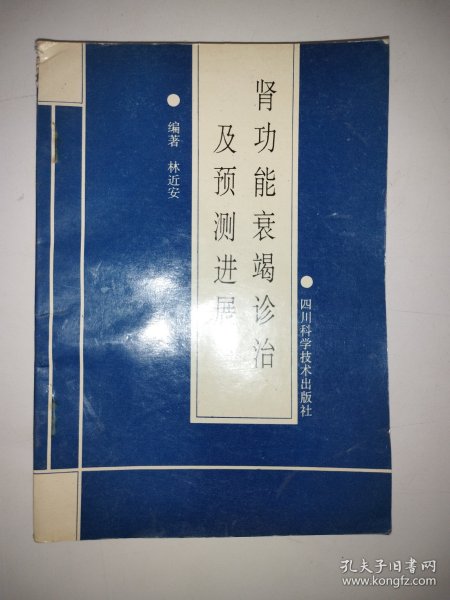 肾功能衰竭诊治
及预测进展
编著 林近安
四川科学技术出版社
孔夫子旧书网
www.kongfz.com